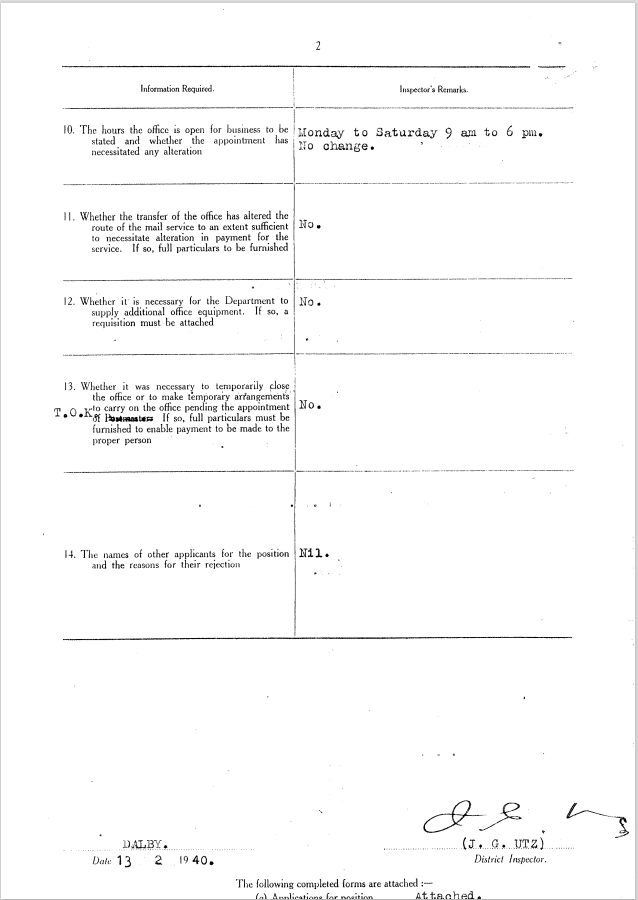 2
Information Required.
Inspector's Remarks.
10. The hours the office is open for business to be
stated and whether the appointment has
necessitated any alteration
Monday to Saturday 9 am to 6 pm.
No change.
11. Whether the transfer of the office has altered the
route of the mail service to an extent sufficient
to necessitate alteration in payment for the
service. If so, full particulars to be furnished
No.
12. Whether it is necessary for the Department to
supply additional office equipment. If so, a
requisition must be attached
No.
13. Whether it was necessary to temporarily close
the office or to make temporary arrangements
to carry on the office pending the appointment
T.O.K. of Postmaster If so, full particulars must be
furnished to enable payment to be made to the
proper person
No.
14. The names of other applicants for the position
and the reasons for their rejection
Nil.
DALBY.
Date 13 2 1940.
(J. G. UTZ)
District Inspector.
The following completed forms are attached :—
(a) Applications for position Attached.